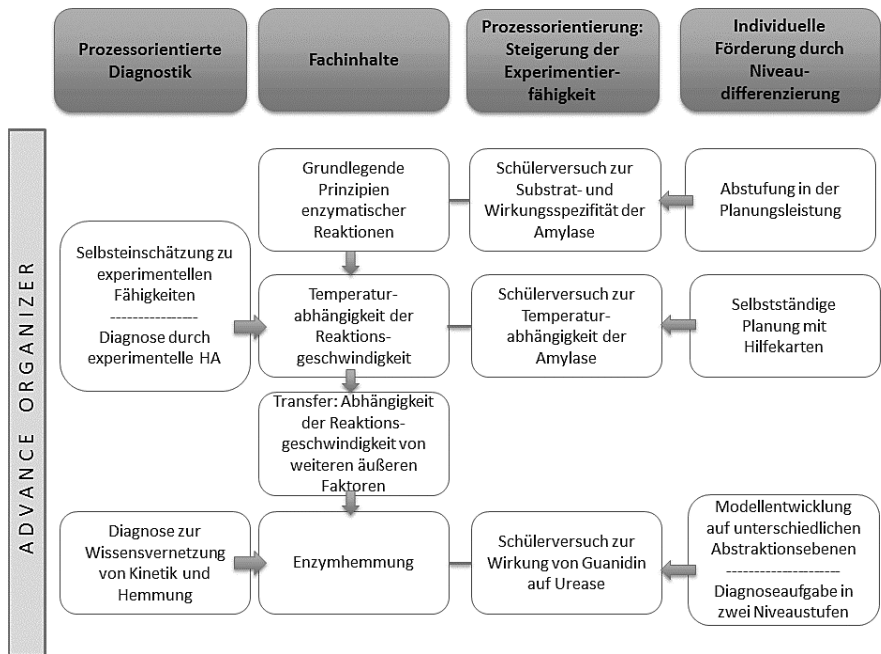 Prozessorientierte
Diagnostik
Fachinhalte
Prozessorientierung:
Steigerung der
Experimentier-
fähigkeit
Individuelle
Förderung durch
Niveau-
differenzierung
ADVANCE ORGANIZER
Grundlegende
Prinzipien
enzymatischer
Reaktionen
Schülerversuch zur
Substrat- und
Wirkungsspezifität der
Amylase
Abstufung in der
Planungsleistung
Selbsteinschätzung zu
experimentellen
Fähigkeiten
----------------
Diagnose durch
experimentelle HA
Temperatur-
abhängigkeit der
Reaktions-
geschwindigkeit
Schülerversuch zur
Temperatur-
abhängigkeit der
Amylase
Selbstständige
Planung mit
Hilfekarten
Transfer: Abhängigkeit
der Reaktions-
geschwindigkeit von
weiteren äußeren
Faktoren
Diagnose zur
Wissensvernetzung
von Kinetik und
Hemmung
Enzymhemmung
Schülerversuch zur
Wirkung von Guanidin
auf Urease
Modellentwicklung
auf unterschiedlichen
Abstraktionsebenen
---------------------
Diagnoseaufgabe in
zwei Niveaustufen